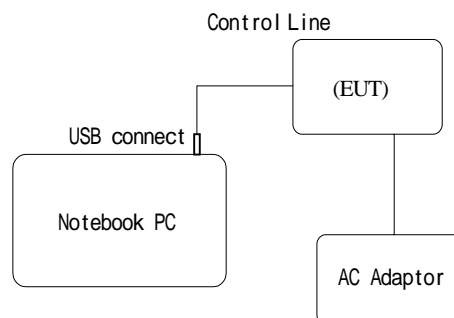 Control Line
(EUT)
USB connect
Notebook PC
AC Adaptor